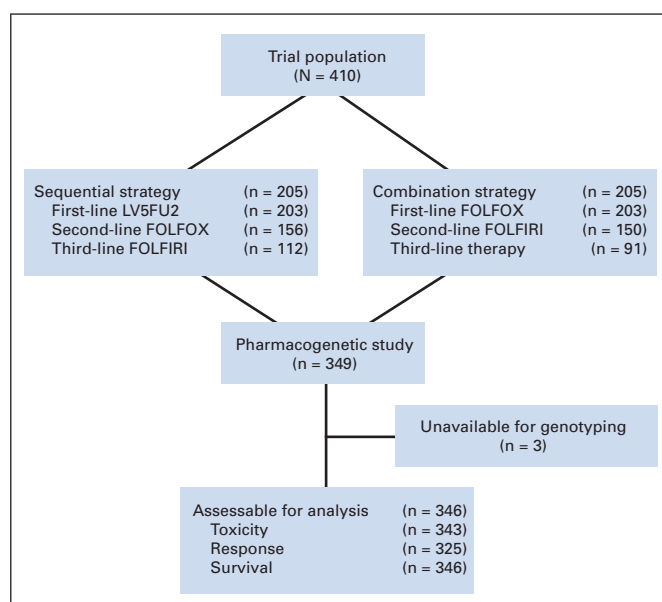 Trial population
(N = 410)
Sequential strategy (n = 205)
First-line LV5FU2 (n = 203)
Second-line FOLFOX (n = 156)
Third-line FOLFIRI (n = 112)
Combination strategy (n = 205)
First-line FOLFOX (n = 203)
Second-line FOLFIRI (n = 150)
Third-line therapy (n = 91)
Pharmacogenetic study
(n = 349)
Unavailable for genotyping
(n = 3)
Assessable for analysis (n = 346)
Toxicity (n = 343)
Response (n = 325)
Survival (n = 346)